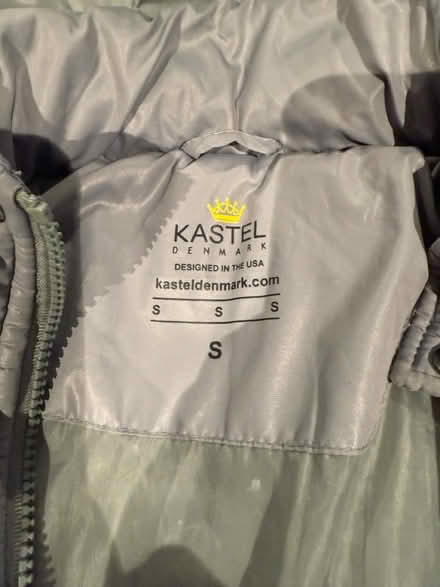 KASTEL
DENMARK
DESIGNED IN THE USA
kasteldenmark.com
S S S
S